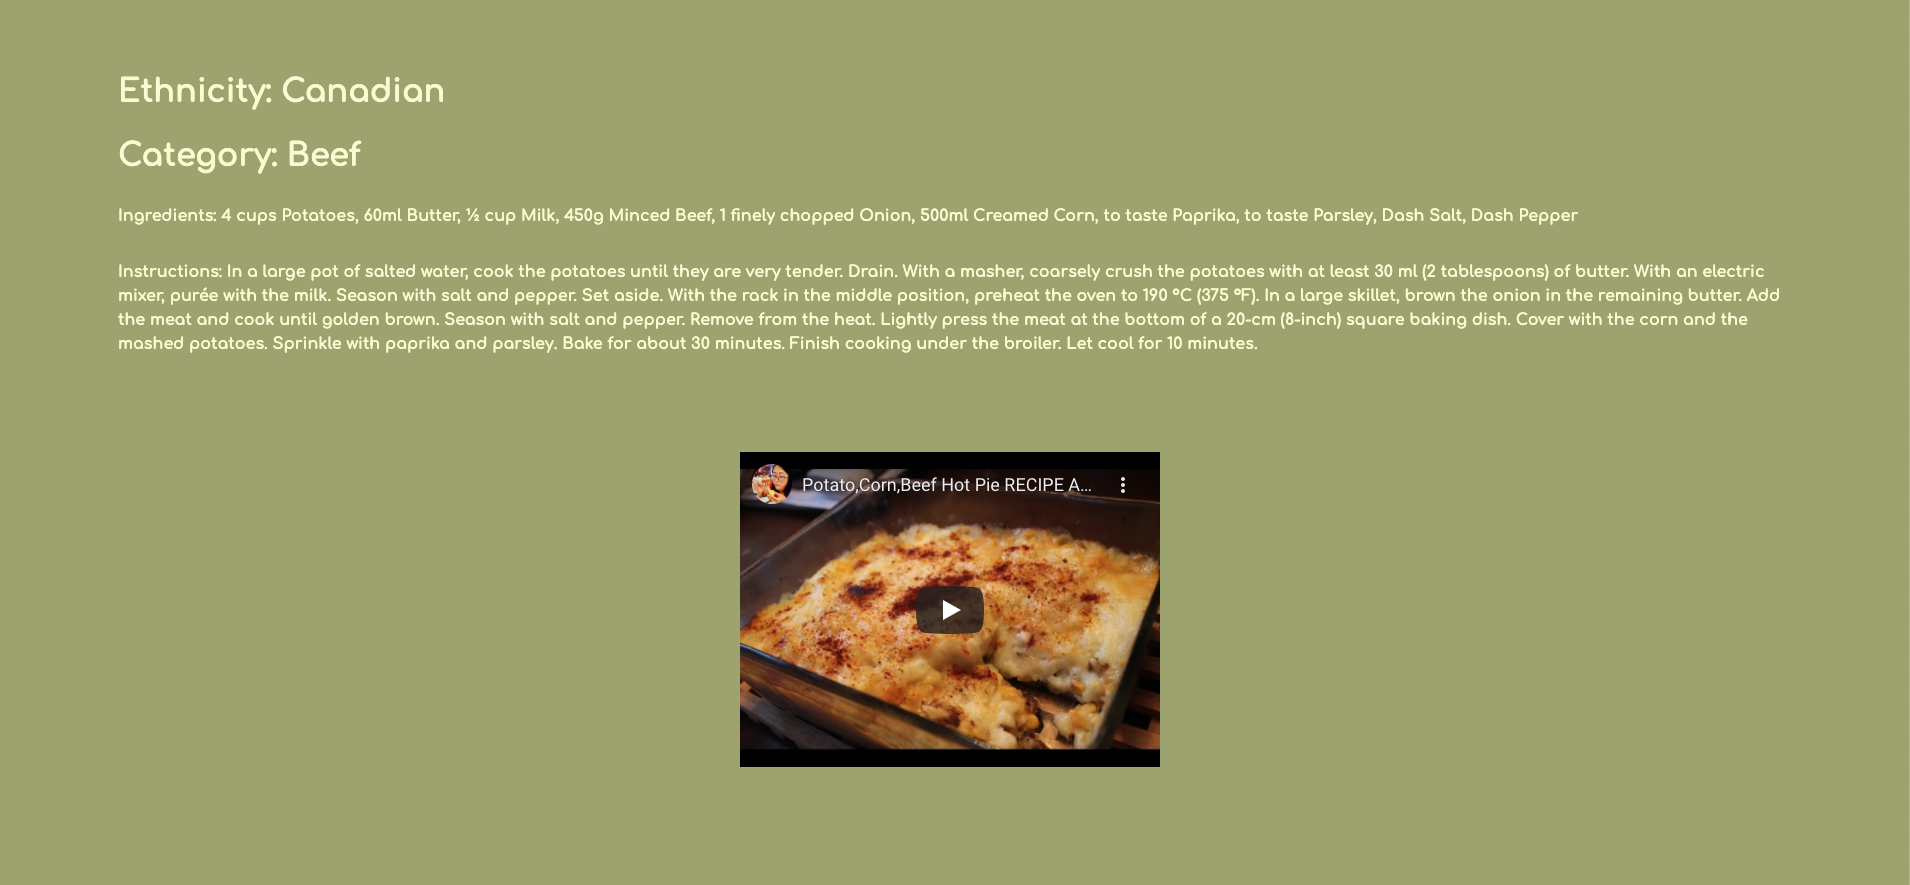 Ethnicity: Canadian
Category: Beef
Ingredients: 4 cups Potatoes, 60ml Butter, ½ cup Milk, 450g Minced Beef, 1 finely chopped Onion, 500ml Creamed Corn, to taste Paprika, to taste Parsley, Dash Salt, Dash Pepper
Instructions: In a large pot of salted water, cook the potatoes until they are very tender. Drain. With a masher, coarsely crush the potatoes with at least 30 ml (2 tablespoons) of butter. With an electric
mixer, purée with the milk. Season with salt and pepper. Set aside. With the rack in the middle position, preheat the oven to 190 °C (375 °F). In a large skillet, brown the onion in the remaining butter. Add
the meat and cook until golden brown. Season with salt and pepper. Remove from the heat. Lightly press the meat at the bottom of a 20-cm (8-inch) square baking dish. Cover with the corn and the
mashed potatoes. Sprinkle with paprika and parsley. Bake for about 30 minutes. Finish cooking under the broiler. Let cool for 10 minutes.
Potato,Corn,Beef Hot Pie RECIPE A...